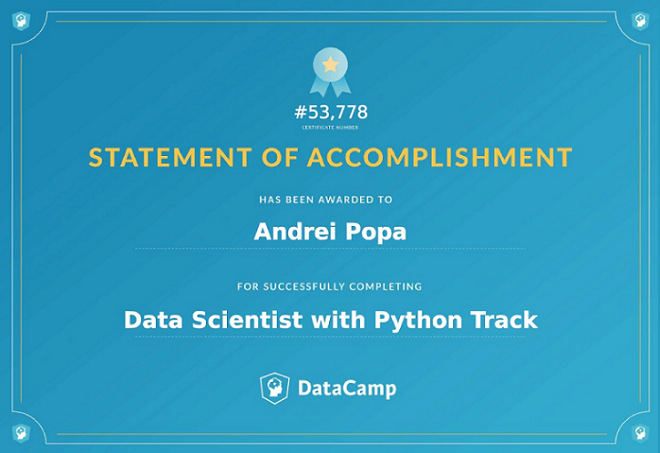 #53,778
CERTIFICATE NUMBER
STATEMENT OF ACCOMPLISHMENT
HAS BEEN AWARDED TO
Andrei Popa
FOR SUCCESSFULLY COMPLETING
Data Scientist with Python Track
DataCamp